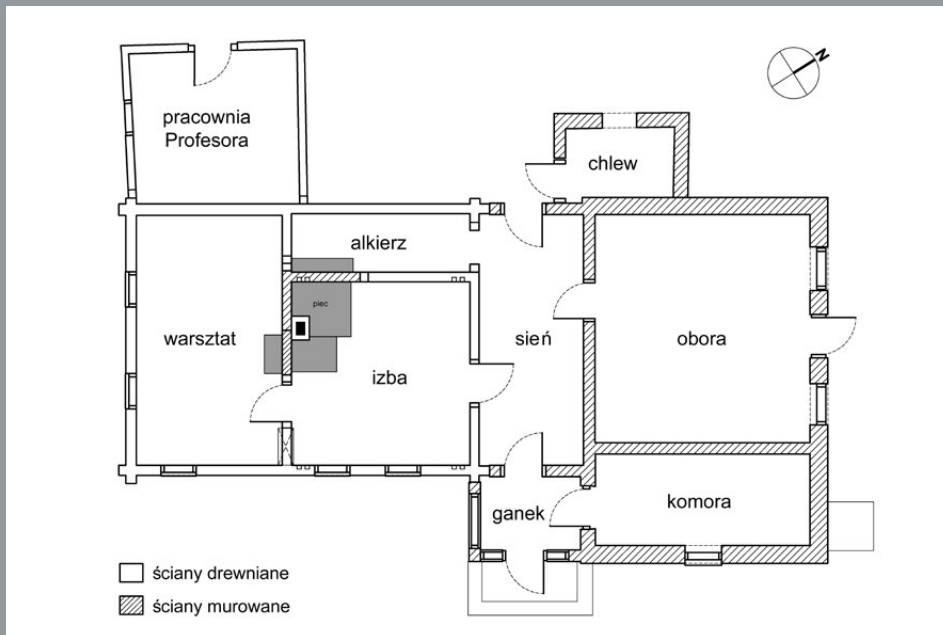 pracownia
Profesora
N
chlew
alkierz
piec
warsztat
sień
obora
izba
komora
ganek
ściany drewniane
ściany murowane